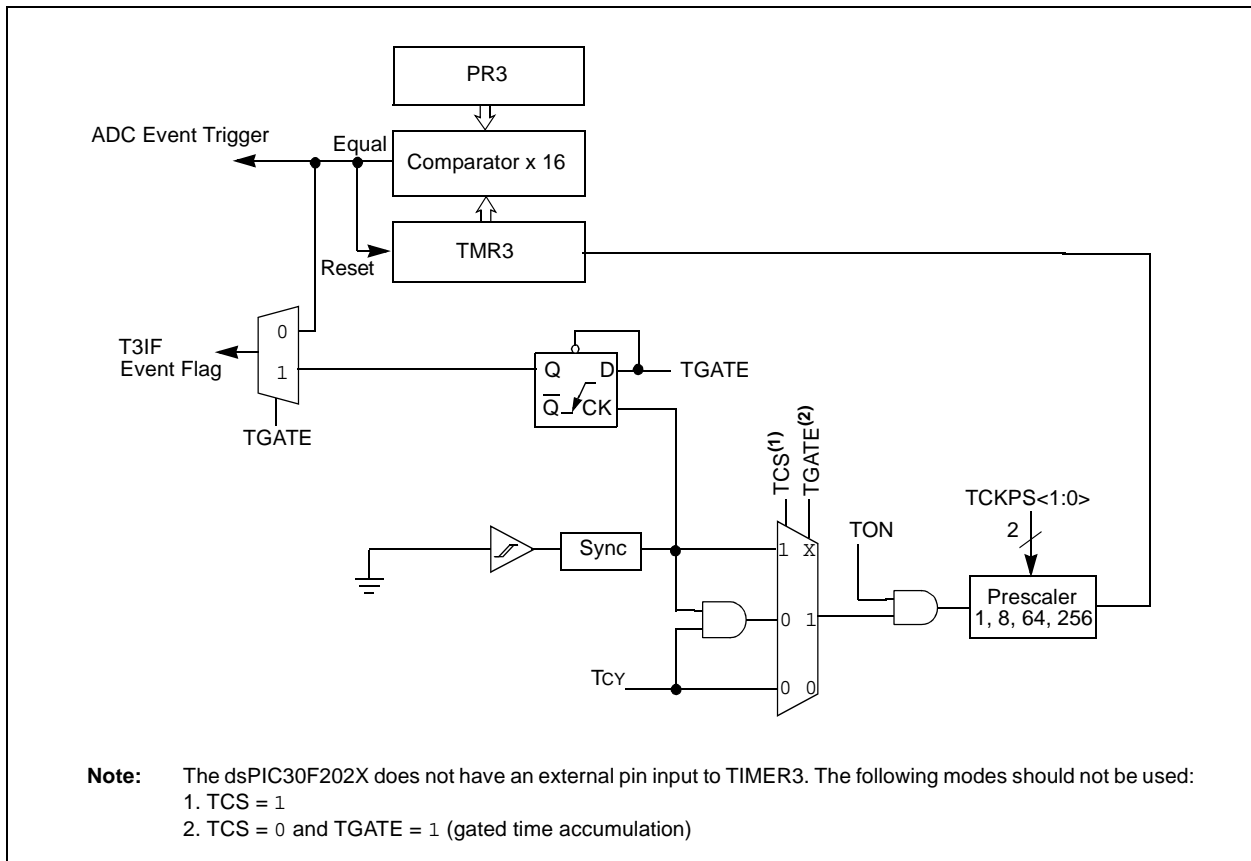 PR3
ADC Event Trigger
Equal
Comparator x 16
Reset
TMR3
0
T3IF
Event Flag
1
TGATE
Q D
Q̅ CK
TGATE
TCS(1)
TGATE(2)
TCKPS<1:0>
2
TON
Sync
1 X
Prescaler
1, 8, 64, 256
0 1
TCY
0 0
Note: The dsPIC30F202X does not have an external pin input to TIMER3. The following modes should not be used:
1. TCS = 1
2. TCS = 0 and TGATE = 1 (gated time accumulation)